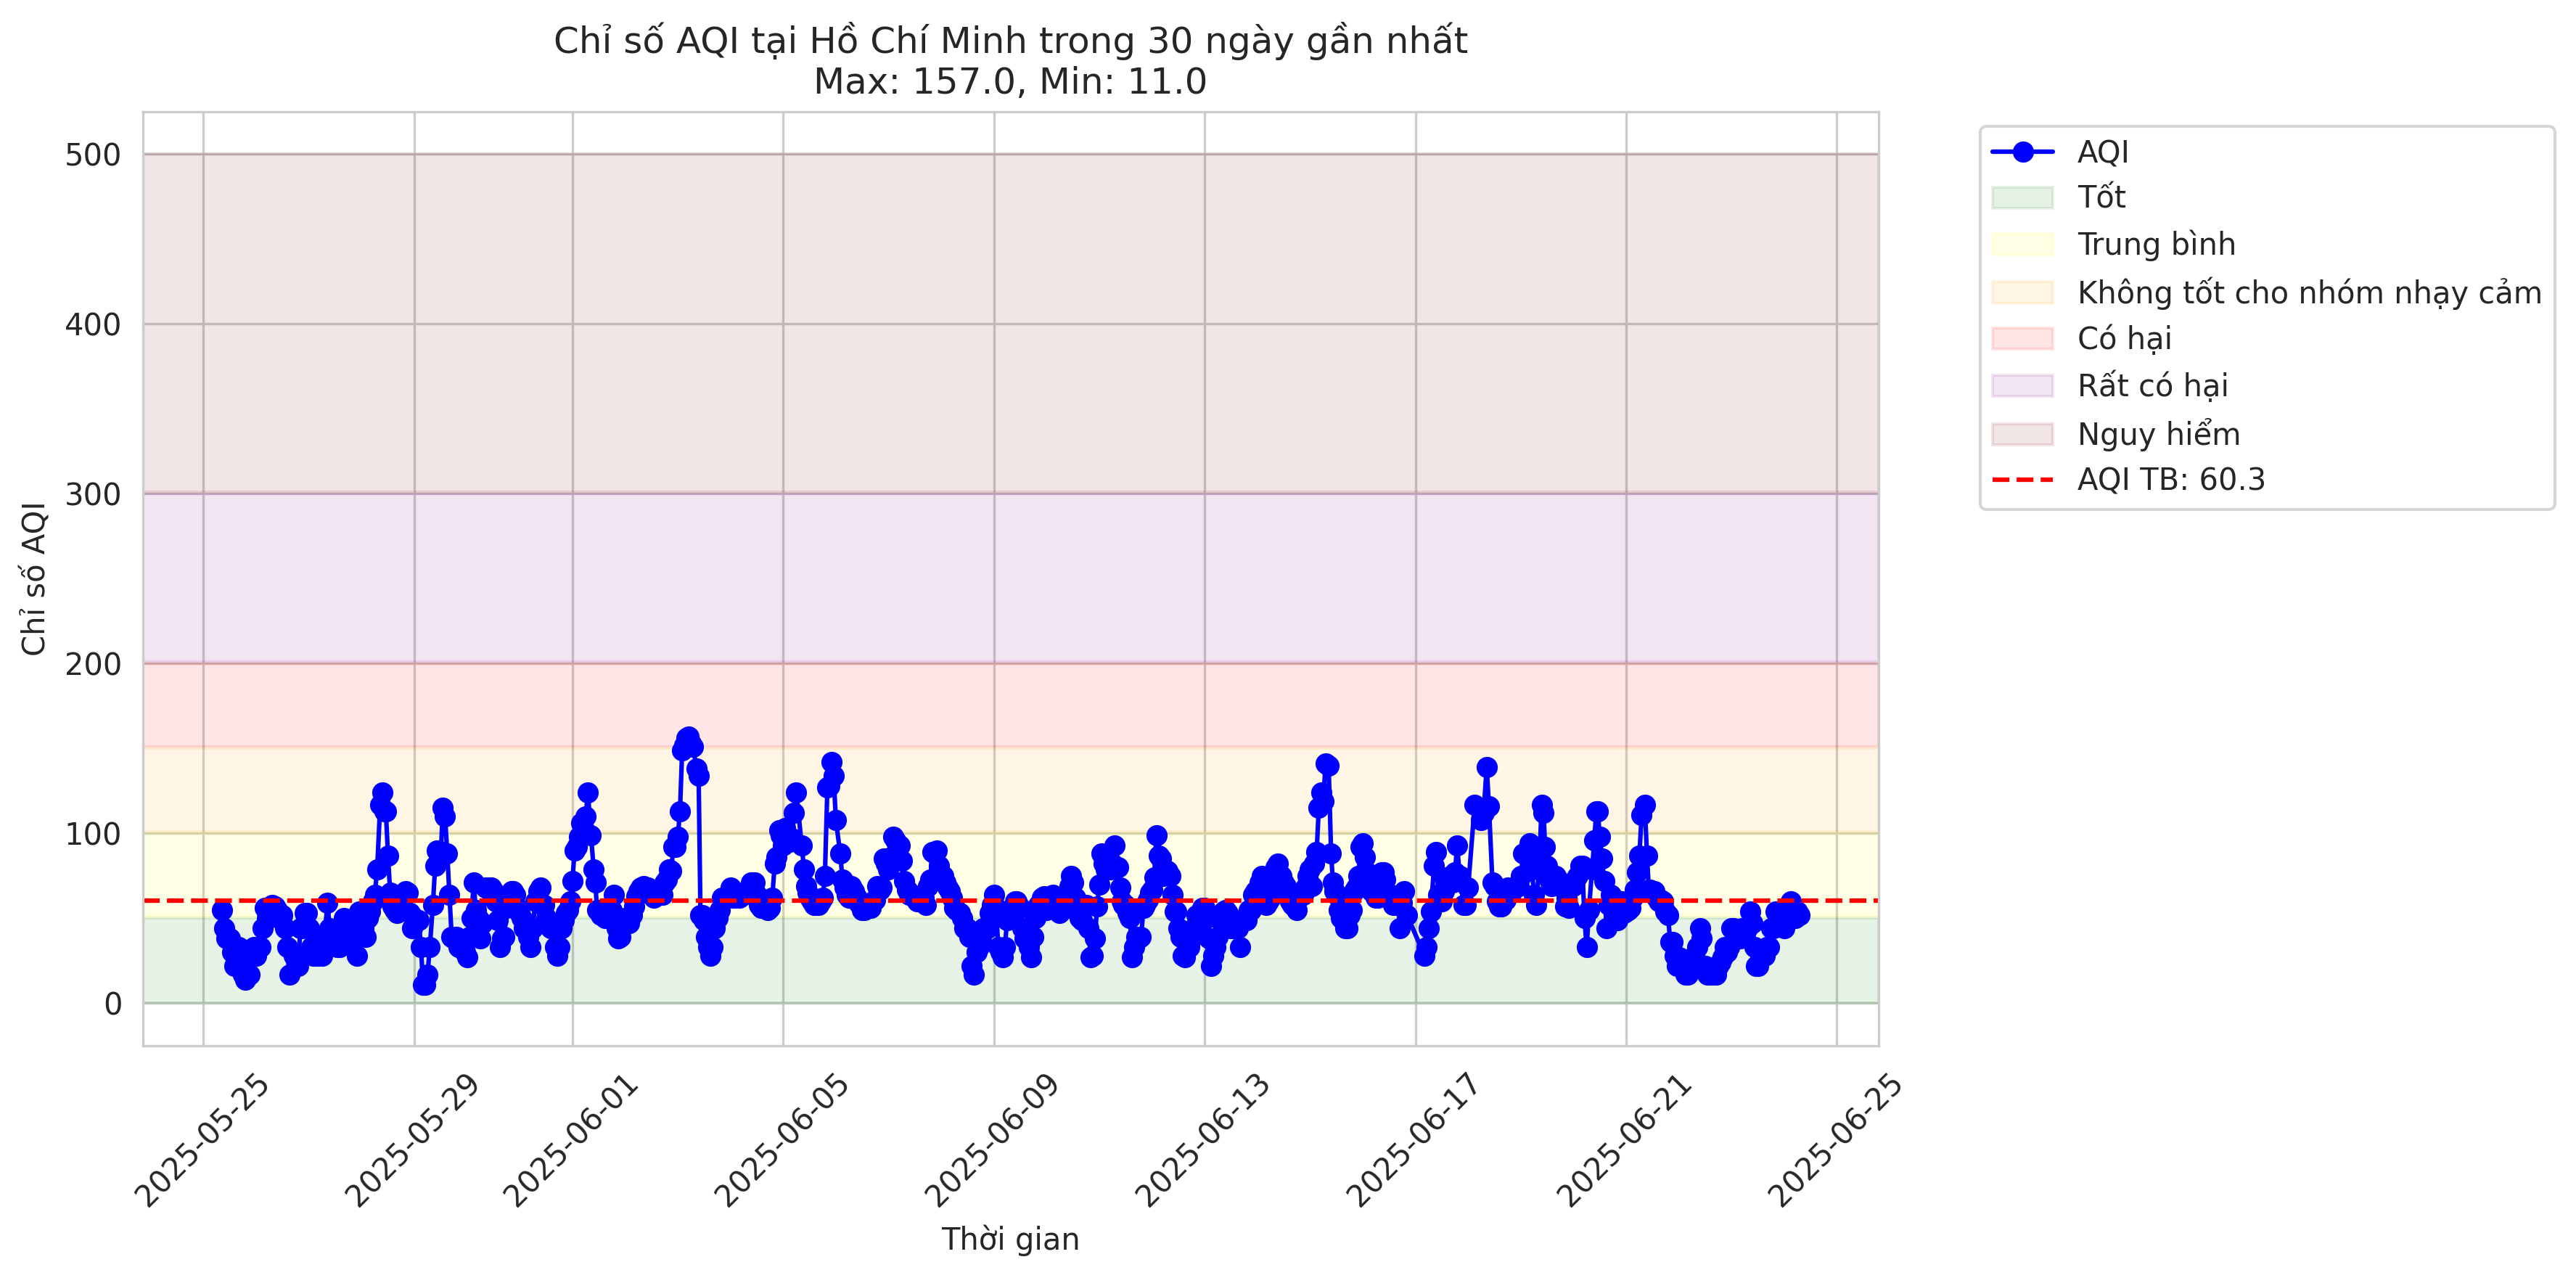 Chỉ số AQI tại Hồ Chí Minh trong 30 ngày gần nhất
Max: 157.0, Min: 11.0
Chỉ số AQI
500
400
300
200
100
0
2025-05-25
2025-05-29
2025-06-01
2025-06-05
2025-06-09
2025-06-13
2025-06-17
2025-06-21
2025-06-25
Thời gian
AQI
Tốt
Trung bình
Không tốt cho nhóm nhạy cảm
Có hại
Rất có hại
Nguy hiểm
AQI TB: 60.3